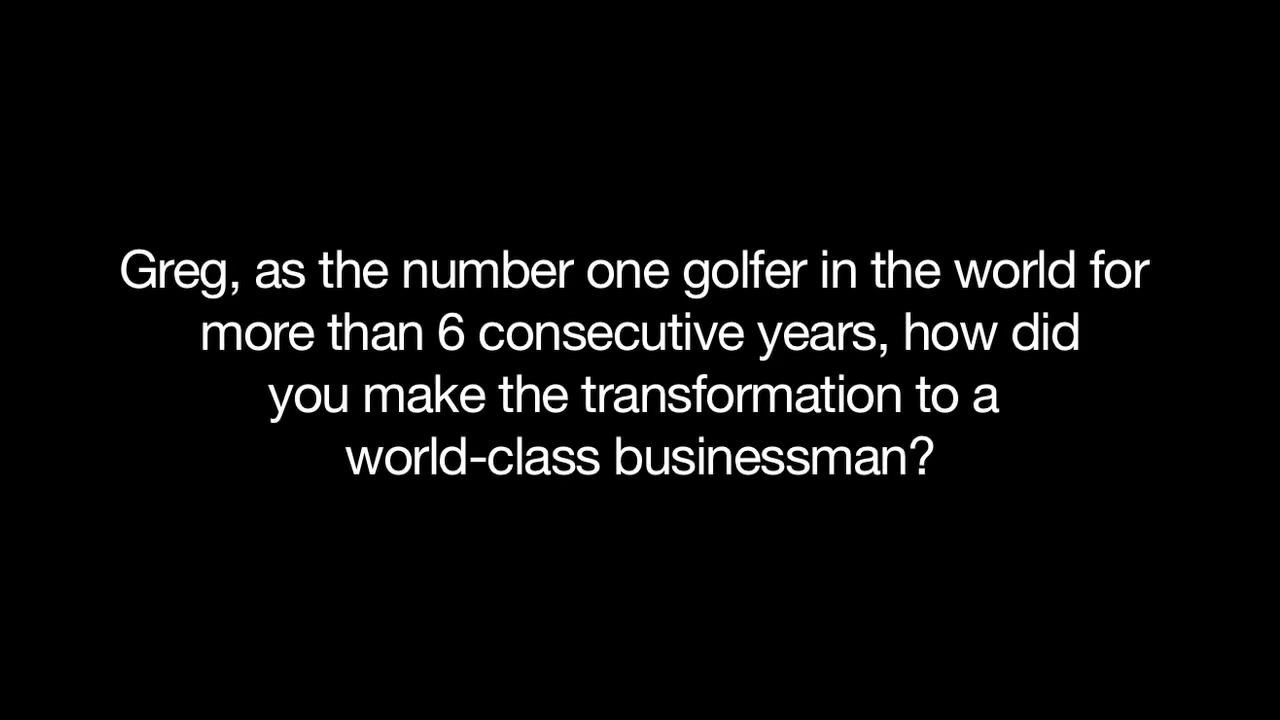 Greg, as the number one golfer in the world for
more than 6 consecutive years, how did
you make the transformation to a
world-class businessman?